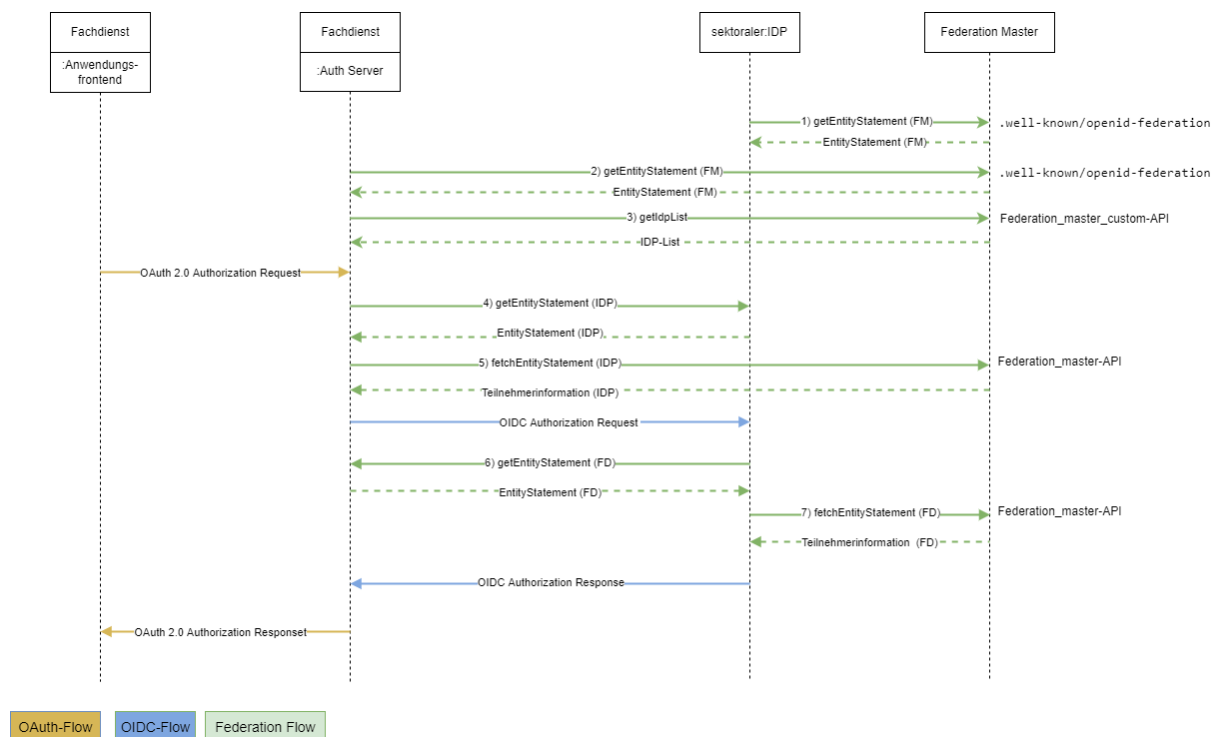 Fachdienst
Fachdienst
sektoraler:IDP
Federation Master
:Anwendungs-
frontend
:Auth Server
1) getEntityStatement (FM)
.well-known/openid-federation
EntityStatement (FM)
2) getEntityStatement (FM)
.well-known/openid-federation
EntityStatement (FM)
3) getIdpList
Federation_master_custom-API
IDP-List
OAuth 2.0 Authorization Request
4) getEntityStatement (IDP)
EntityStatement (IDP)
5) fetchEntityStatement (IDP)
Federation_master-API
Teilnehmerinformation (IDP)
OIDC Authorization Request
6) getEntityStatement (FD)
EntityStatement (FD)
7) fetchEntityStatement (FD)
Federation_master-API
Teilnehmerinformation (FD)
OIDC Authorization Response
OAuth 2.0 Authorization Responset
OAuth-Flow
OIDC-Flow
Federation Flow